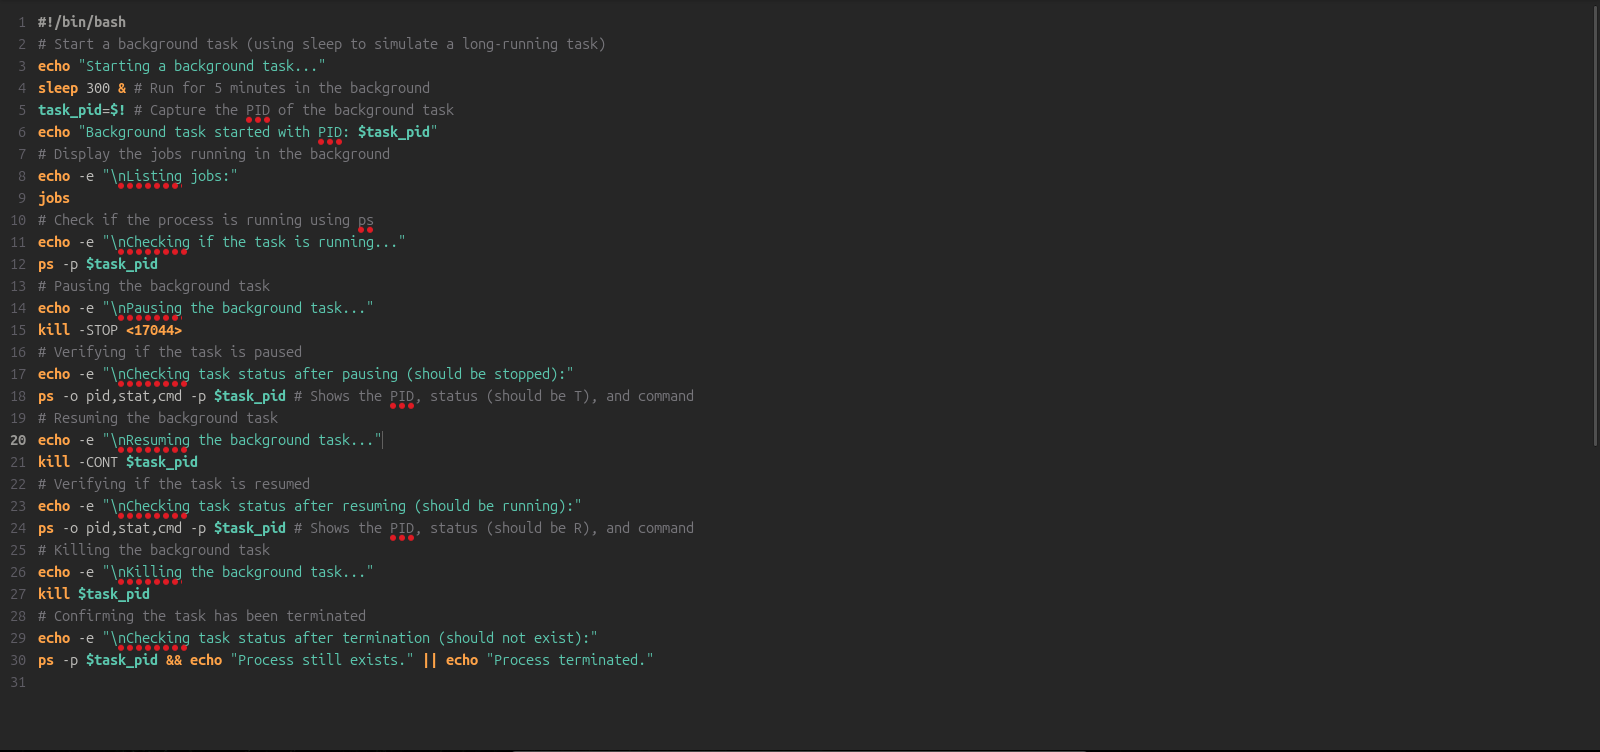 1 #!/bin/bash
2 # Start a background task (using sleep to simulate a long-running task)
3 echo "Starting a background task..."
4 sleep 300 & # Run for 5 minutes in the background
5 task_pid=$! # Capture the PID of the background task
6 echo "Background task started with PID: $task_pid"
7 # Display the jobs running in the background
8 echo -e "\nListing jobs:"
9 jobs
10 # Check if the process is running using ps
11 echo -e "\nChecking if the task is running..."
12 ps -p $task_pid
13 # Pausing the background task
14 echo -e "\nPausing the background task..."
15 kill -STOP <17044>
16 # Verifying if the task is paused
17 echo -e "\nChecking task status after pausing (should be stopped):"
18 ps -o pid,stat,cmd -p $task_pid # Shows the PID, status (should be T), and command
19 # Resuming the background task
20 echo -e "\nResuming the background task..."
21 kill -CONT $task_pid
22 # Verifying if the task is resumed
23 echo -e "\nChecking task status after resuming (should be running):"
24 ps -o pid,stat,cmd -p $task_pid # Shows the PID, status (should be R), and command
25 # Killing the background task
26 echo -e "\nKilling the background task..."
27 kill $task_pid
28 # Confirming the task has been terminated
29 echo -e "\nChecking task status after termination (should not exist):"
30 ps -p $task_pid && echo "Process still exists." || echo "Process terminated."
31